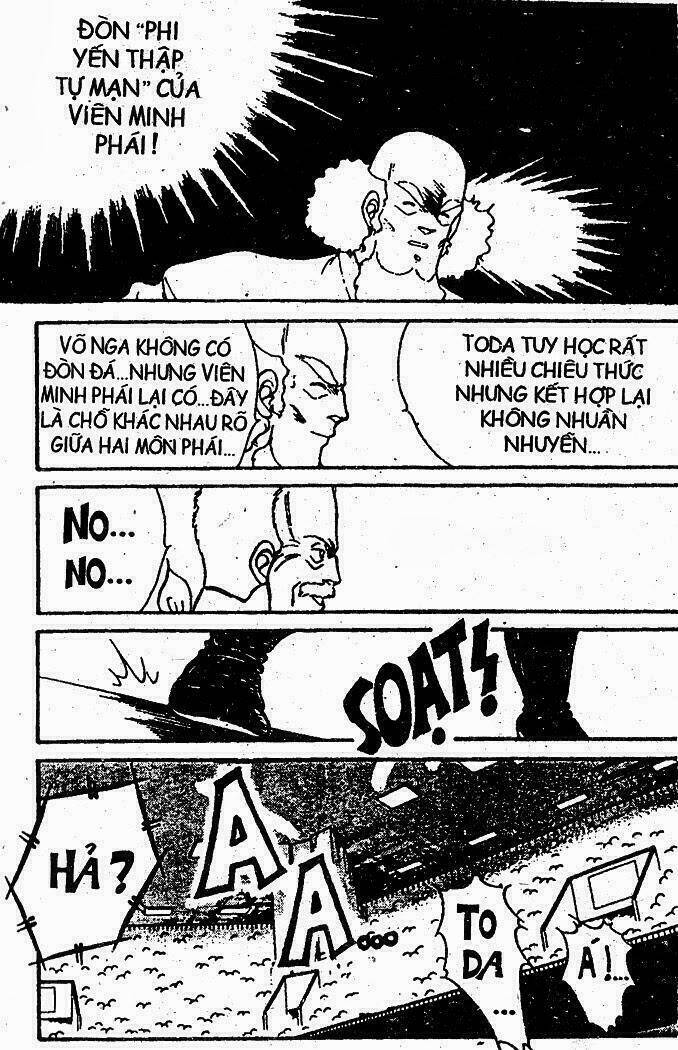 ĐÒN "PHI
YẾN THẬP
TỰ MẠN" CỦA
VIÊN MINH
PHÁI!
VÕ NGA KHÔNG CÓ
ĐÒN ĐÁ...NHƯNG VIÊN
MINH PHÁI LẠI CÓ...ĐÂY
LÀ CHỖ KHÁC NHAU RÕ
GIỮA HAI MÔN PHÁI...
TODA TUY HỌC RẤT
NHIỀU CHIÊU THỨC
NHƯNG KẾT HỢP LẠI
KHÔNG NHUẦN
NHUYỄN...
NO...
NO...
SOẠT!
HẢ?
A
A...
TO
DA
...
Á!...